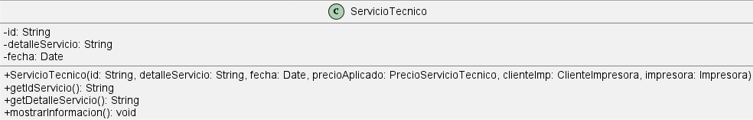 C ServicioTecnico
-id: String
-detalleServicio: String
-fecha: Date
+ServicioTecnico(id: String, detalleServicio: String, fecha: Date, precioAplicado: PrecioServicioTecnico, clienteImp: ClienteImpresora, impresora: Impresora)
+getIdServicio(): String
+getDetalleServicio(): String
+mostrarInformacion(): void